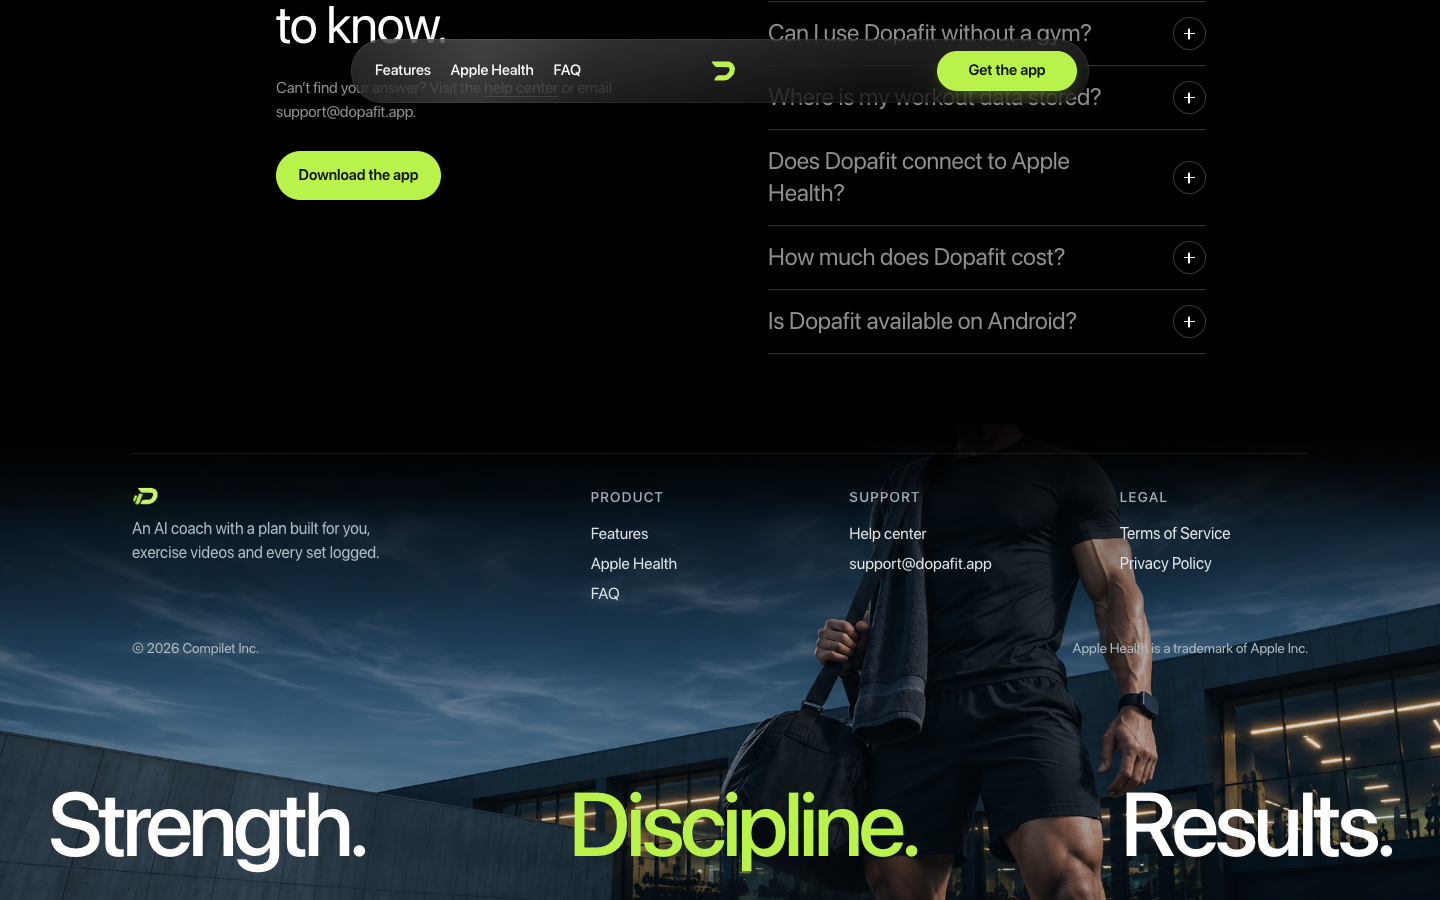 to know.
Can't find your answer? Visit the help center or email
support@dopafit.app.
Download the app
Features
Apple Health
FAQ
Get the app
Can I use Dopafit without a gym?
Where is my workout data stored?
Does Dopafit connect to Apple
Health?
How much does Dopafit cost?
Is Dopafit available on Android?
An AI coach with a plan built for you,
exercise videos and every set logged.
PRODUCT
Features
Apple Health
FAQ
SUPPORT
Help center
support@dopafit.app
LEGAL
Terms of Service
Privacy Policy
© 2026 Compilet Inc.
Apple Health is a trademark of Apple Inc.
Strength.
Discipline.
Results.